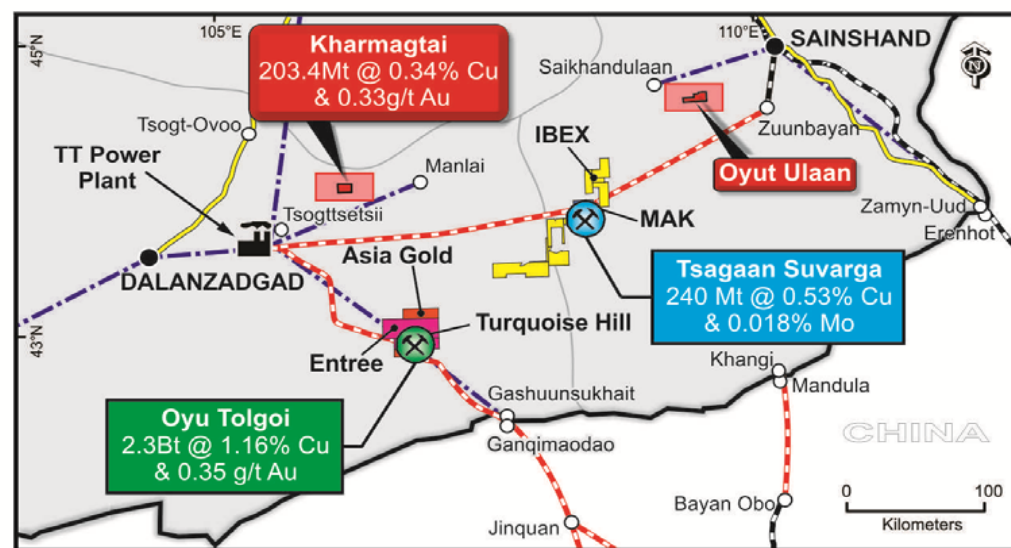 105°E
110°E
45°N
43°N
Kharmagtai
203.4Mt @ 0.34% Cu
& 0.33g/t Au
SAINSHAND
N
Saikhandulaan
Tsogt-Ovoo
Zuunbayan
IBEX
TT Power
Plant
Manlai
Oyut Ulaan
Tsogttsetsii
MAK
Zamyn-Uud
Erenhot
Asia Gold
DALANZADGAD
Tsagaan Suvarga
240 Mt @ 0.53% Cu
& 0.018% Mo
Turquoise Hill
Entree
Khangi
Mandula
Gashuunsukhait
Oyu Tolgoi
2.3Bt @ 1.16% Cu
& 0.35 g/t Au
Ganqimaodao
CHINA
0 100
Kilometers
Bayan Obo
Jinquan